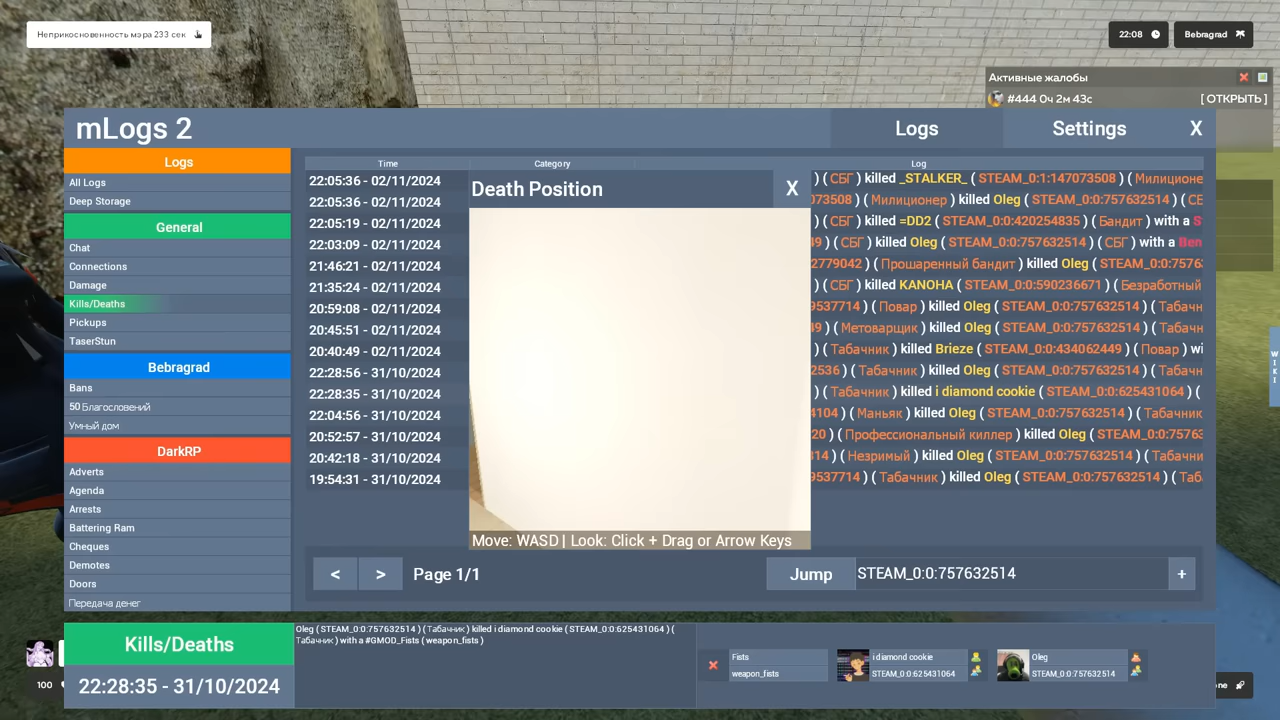 Неприкосновенность мэра 233 сек
22:08
Bebragrad
Активные жалобы
#444 0ч 2м 43с
[ ОТКРЫТЬ ]
mLogs 2
Logs
Settings
X
Logs
All Logs
Deep Storage
General
Chat
Connections
Damage
Kills/Deaths
Pickups
TaserStun
Bebragrad
Bans
50 Благословений
Умный дом
DarkRP
Adverts
Agenda
Arrests
Battering Ram
Cheques
Demotes
Doors
Передача денег
Time
Category
Log
22:05:36 - 02/11/2024
) ( СБГ ) killed _STALKER_ ( STEAM_0:1:147073508 ) ( Милиционе
22:05:36 - 02/11/2024
73508 ) ( Милиционер ) killed Oleg ( STEAM_0:0:757632514 ) ( СБ
22:05:19 - 02/11/2024
) ( СБГ ) killed =DD2 ( STEAM_0:0:420254835 ) ( Бандит ) with a S
22:03:09 - 02/11/2024
49 ) ( СБГ ) killed Oleg ( STEAM_0:0:757632514 ) ( СБГ ) with a Ben
21:46:21 - 02/11/2024
2779042 ) ( Прошаренный бандит ) killed Oleg ( STEAM_0:0:7576
21:35:24 - 02/11/2024
) ( СБГ ) killed KANOHA ( STEAM_0:0:590236671 ) ( Безработный
20:59:08 - 02/11/2024
9537714 ) ( Повар ) killed Oleg ( STEAM_0:0:757632514 ) ( Табачн
20:45:51 - 02/11/2024
49 ) ( Метоварщик ) killed Oleg ( STEAM_0:0:757632514 ) ( Табачн
20:40:49 - 02/11/2024
) ( Табачник ) killed Brieze ( STEAM_0:0:434062449 ) ( Повар ) wi
22:28:56 - 31/10/2024
2536 ) ( Табачник ) killed Oleg ( STEAM_0:0:757632514 ) ( Табачн
22:28:35 - 31/10/2024
) ( Табачник ) killed i diamond cookie ( STEAM_0:0:625431064 ) (
22:04:56 - 31/10/2024
4104 ) ( Маньяк ) killed Oleg ( STEAM_0:0:757632514 ) ( Табачник
20:52:57 - 31/10/2024
20 ) ( Профессиональный киллер ) killed Oleg ( STEAM_0:0:7576
20:42:18 - 31/10/2024
314 ) ( Незримый ) killed Oleg ( STEAM_0:0:757632514 ) ( Табачни
19:54:31 - 31/10/2024
9537714 ) ( Табачник ) killed Oleg ( STEAM_0:0:757632514 ) ( Таб
Death Position
X
Move: WASD | Look: Click + Drag or Arrow Keys
<
>
Page 1/1
Jump
STEAM_0:0:757632514
+
WIKI
Kills/Deaths
22:28:35 - 31/10/2024
Oleg ( STEAM_0:0:757632514 ) ( Табачник ) killed i diamond cookie ( STEAM_0:0:625431064 ) (
Табачник ) with a #GMOD_Fists ( weapon_fists )
Fists
weapon_fists
i diamond cookie
STEAM_0:0:625431064
Oleg
STEAM_0:0:757632514
100
ne